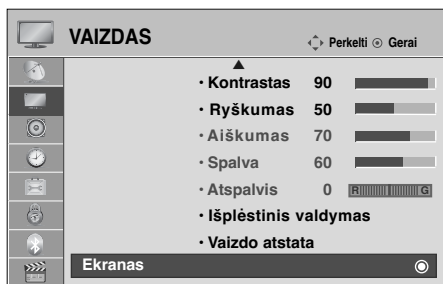 VAIZDAS
Perkelti Gerai
• Kontrastas 90
• Ryškumas 50
• Aiškumas 70
• Spalva 60
• Atspalvis 0 R G
• Išplėstinis valdymas
• Vaizdo atstata
Ekranas